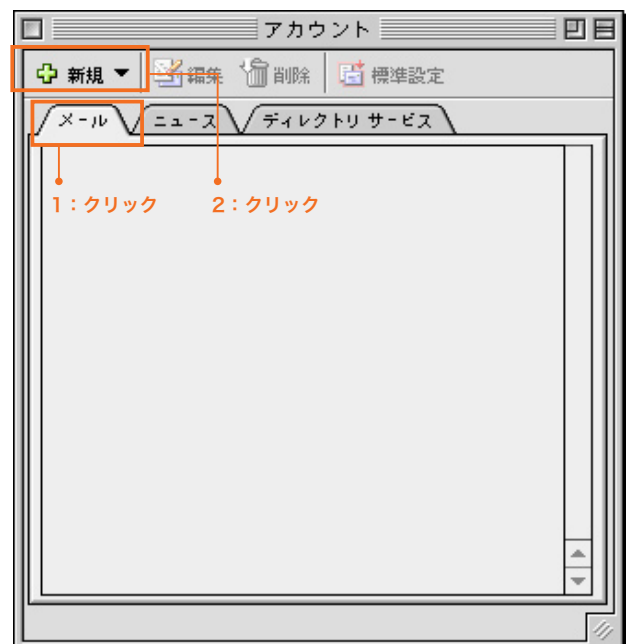 アカウント
新規 編集 削除 標準設定
メール ニュース ディレクトリ サービス
1：クリック 2：クリック